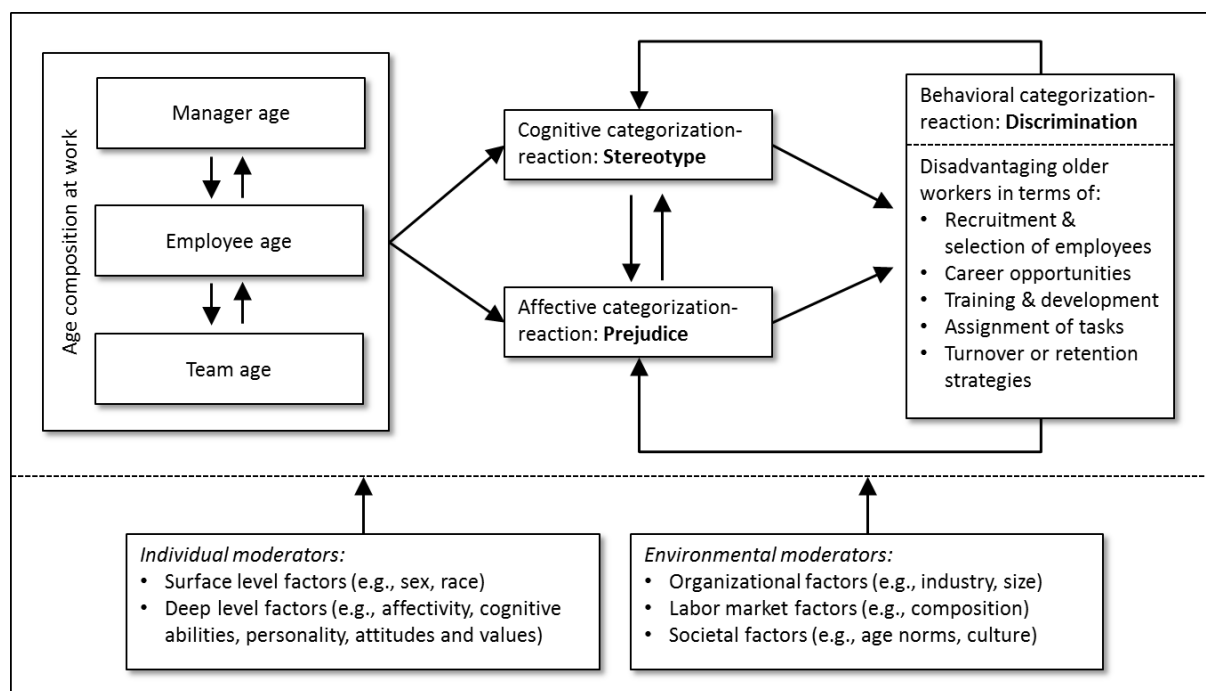 Age composition at work
Manager age
Employee age
Team age
Cognitive categorization-
reaction: Stereotype
Affective categorization-
reaction: Prejudice
Behavioral categorization-
reaction: Discrimination
Disadvantaging older
workers in terms of:
• Recruitment &
selection of employees
• Career opportunities
• Training & development
• Assignment of tasks
• Turnover or retention
strategies
Individual moderators:
• Surface level factors (e.g., sex, race)
• Deep level factors (e.g., affectivity, cognitive
abilities, personality, attitudes and values)
Environmental moderators:
• Organizational factors (e.g., industry, size)
• Labor market factors (e.g., composition)
• Societal factors (e.g., age norms, culture)